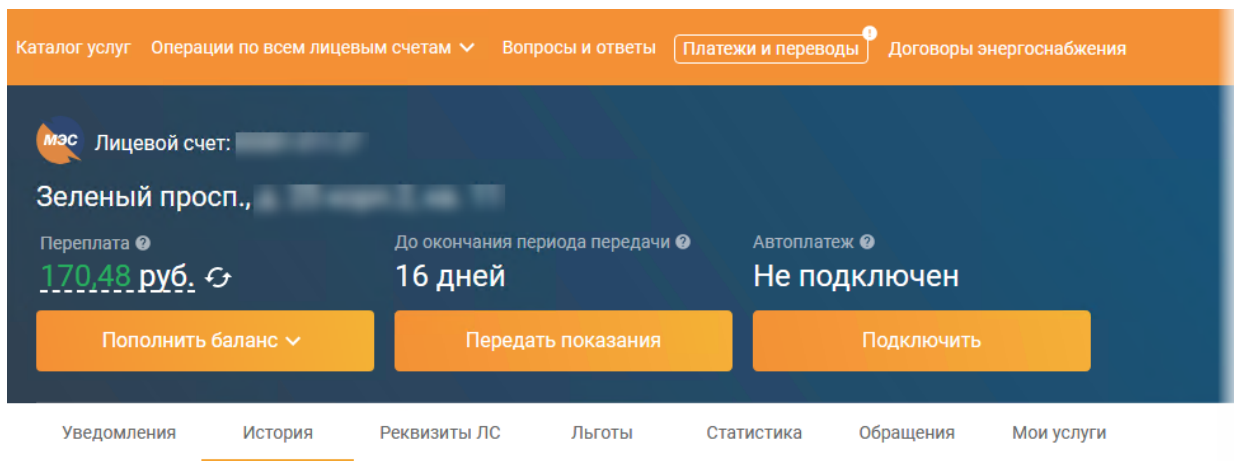 Каталог услуг Операции по всем лицевым счетам Вопросы и ответы Платежи и переводы Договоры энергоснабжения
МЭС Лицевой счет:
Зеленый просп.,
Переплата До окончания периода передачи Автоплатеж
170,48 руб. 16 дней Не подключен
Пополнить баланс Передать показания Подключить
Уведомления История Реквизиты ЛС Льготы Статистика Обращения Мои услуги